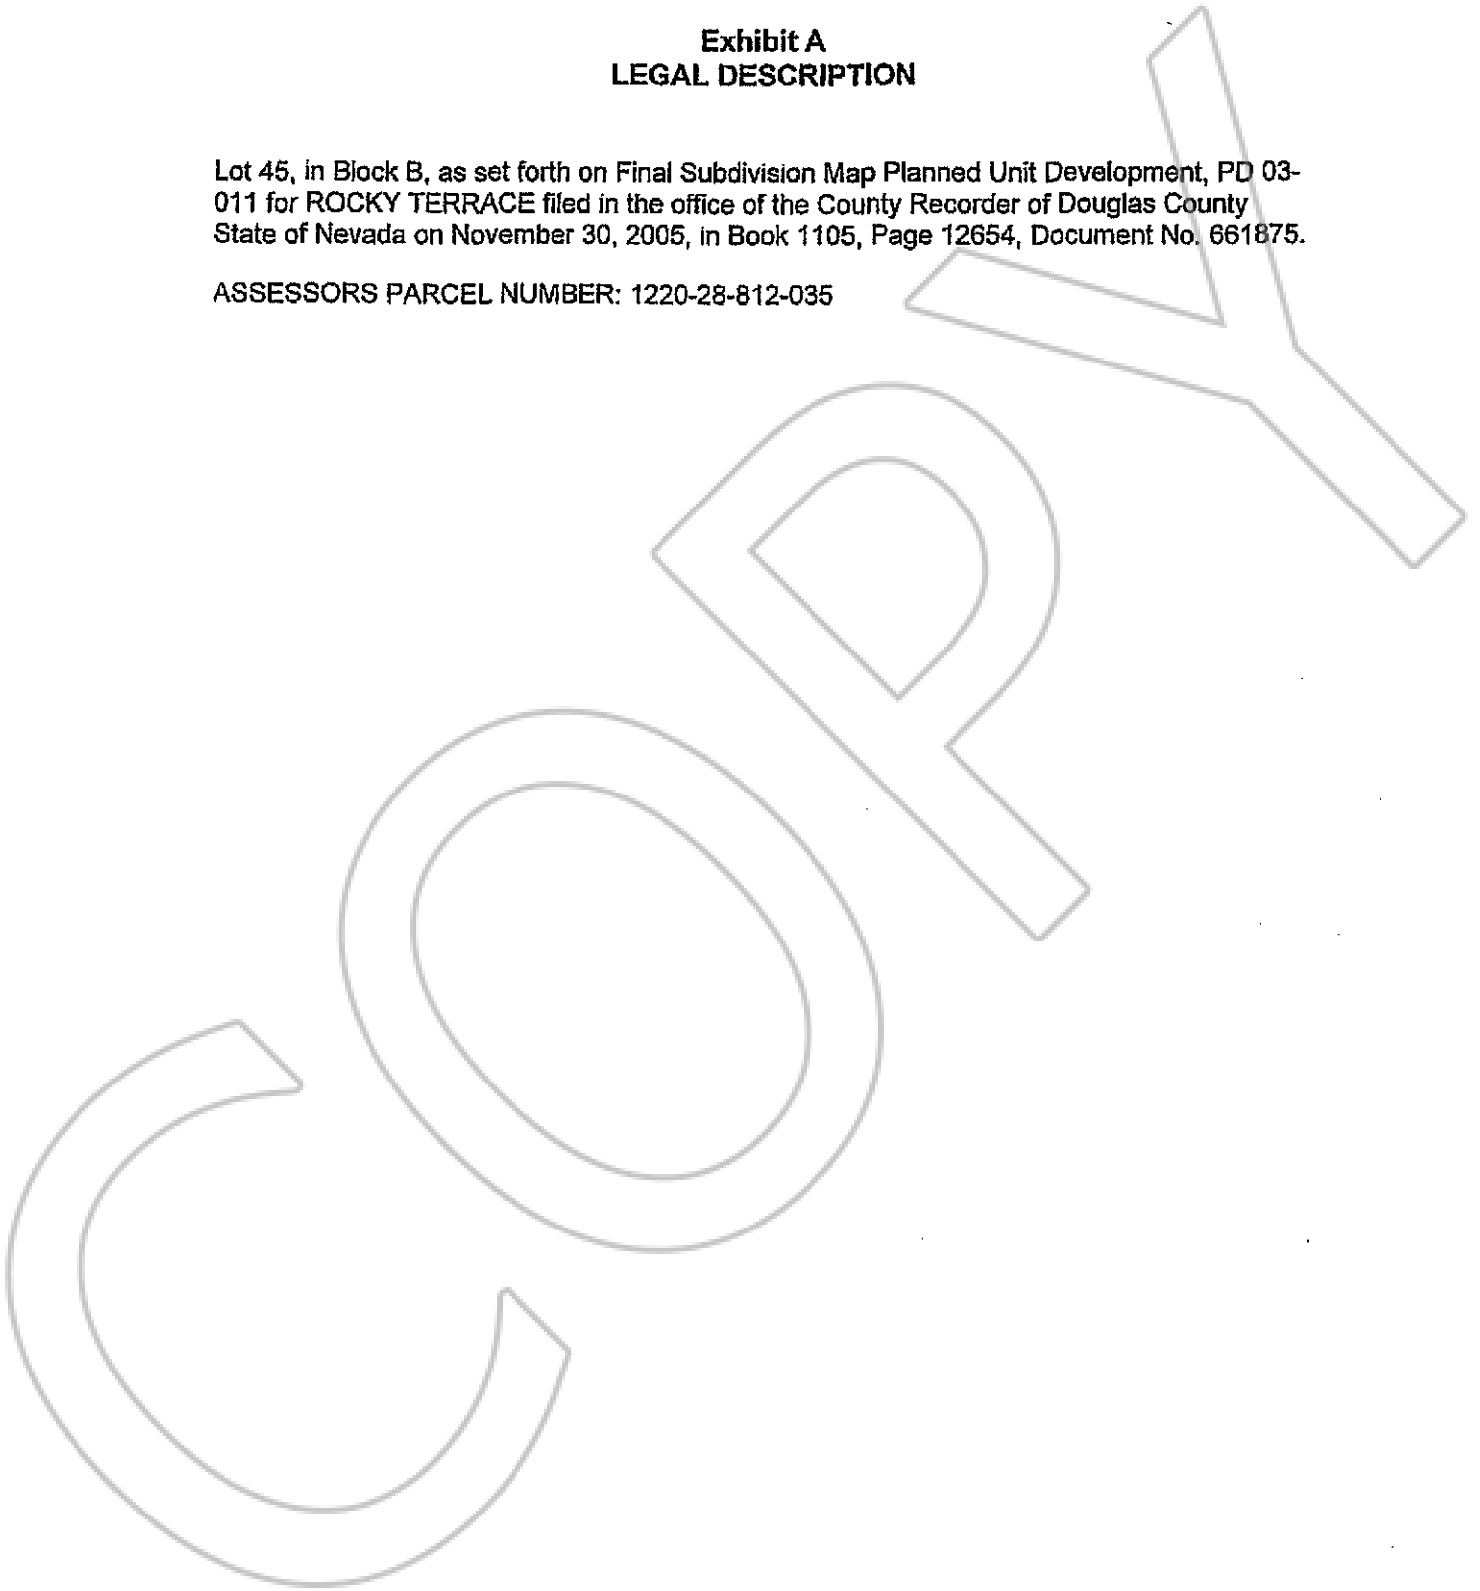 Exhibit A
LEGAL DESCRIPTION
Lot 45, in Block B, as set forth on Final Subdivision Map Planned Unit Development, PD 03-
011 for ROCKY TERRACE filed in the office of the County Recorder of Douglas County
State of Nevada on November 30, 2005, in Book 1105, Page 12654, Document No. 661875.
ASSESSORS PARCEL NUMBER: 1220-28-812-035
COPY